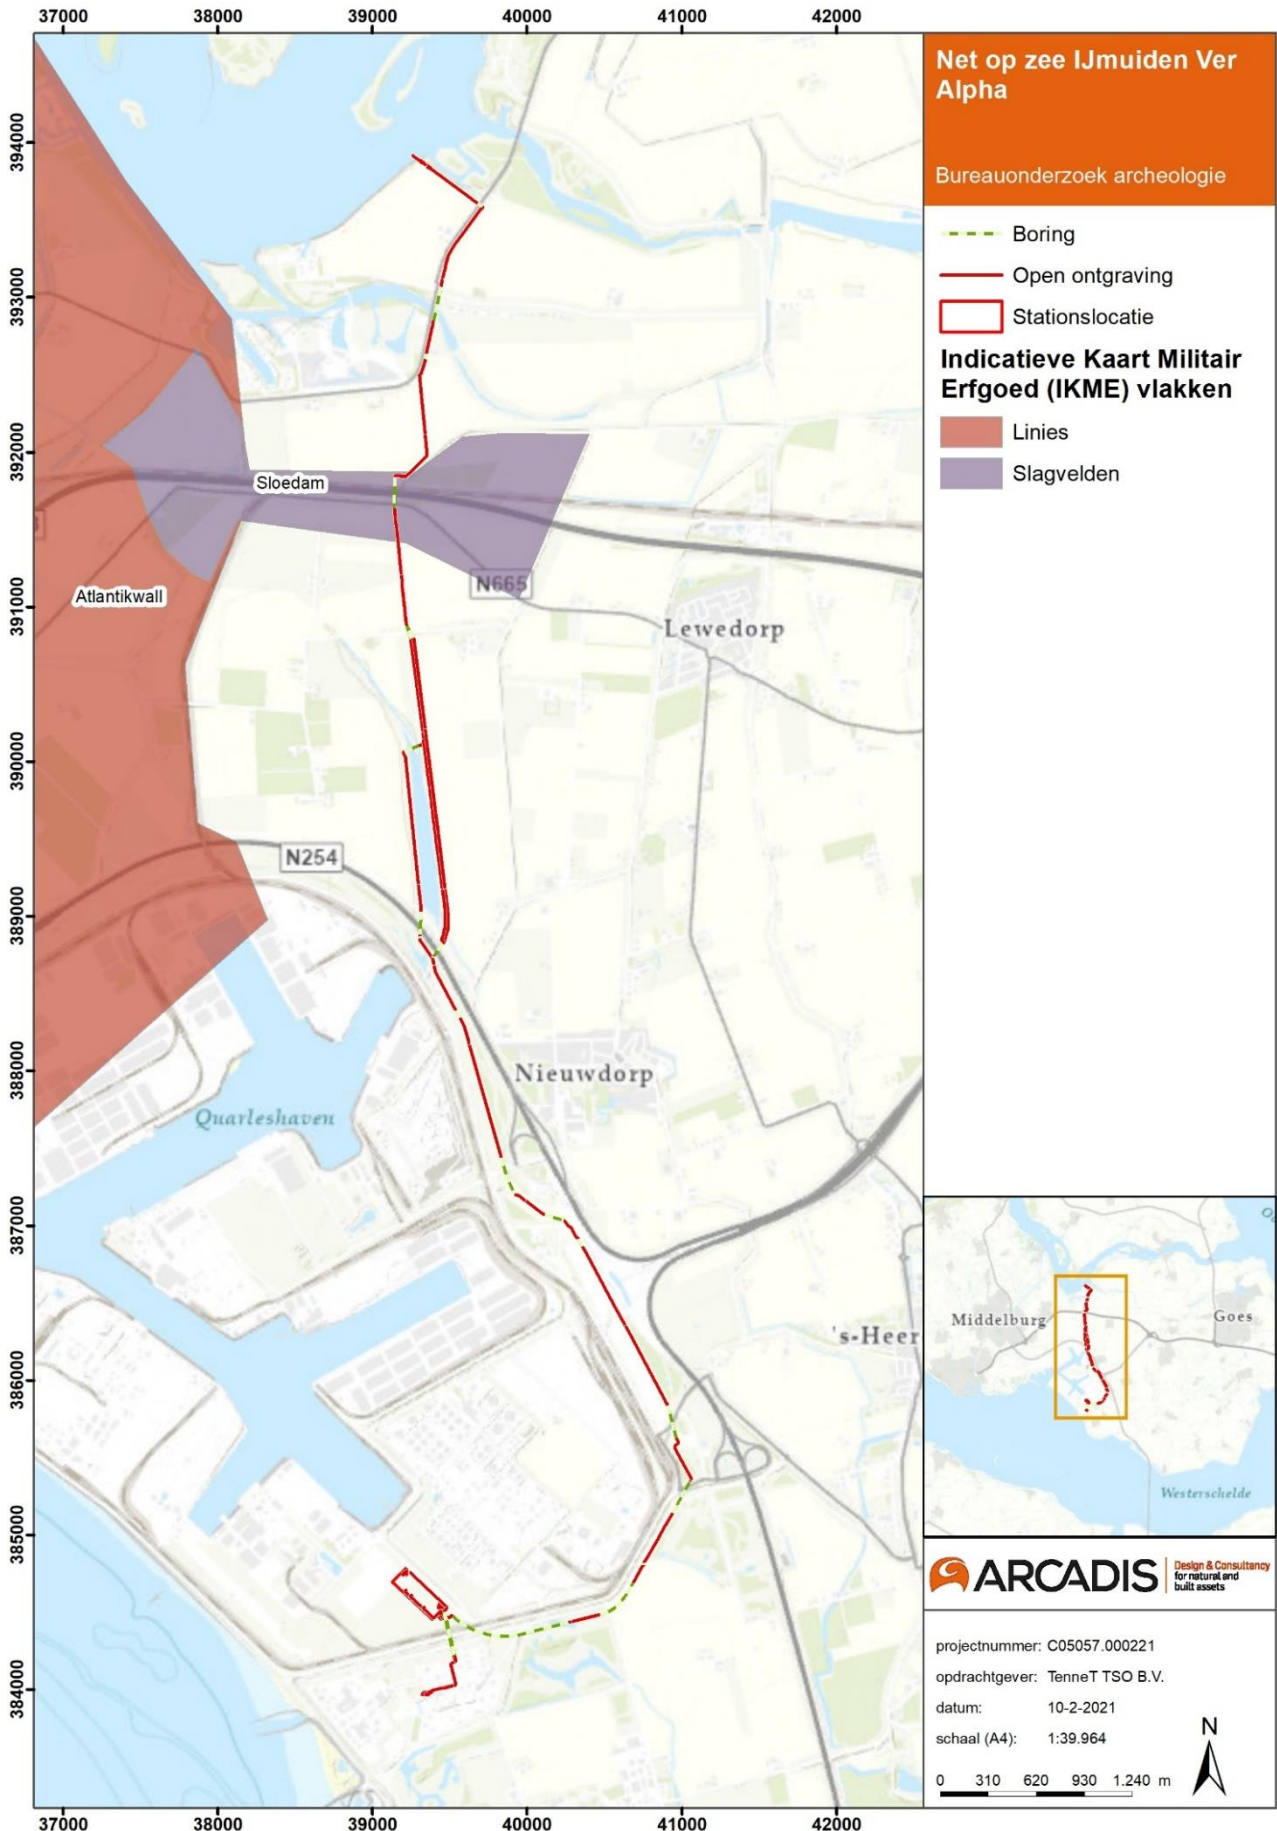 37000 38000 39000 40000 41000 42000
394000
393000
392000
391000
390000
389000
388000
387000
386000
385000
384000
Sloedam
Atlantikwall
N665
Lewedorp
N254
Nieuwdorp
Quarleshaven
's-Heer
37000 38000 39000 40000 41000 42000
Net op zee IJmuiden Ver
Alpha
Bureauonderzoek archeologie
Boring
Open ontgraving
Stationslocatie
Indicatieve Kaart Militair
Erfgoed (IKME) vlakken
Linies
Slagvelden
Middelburg
Goes
Westerschelde
ARCADIS
Design & Consultancy
for natural and
built assets
projectnummer: C05057.000221
opdrachtgever: TenneT TSO B.V.
datum: 10-2-2021
schaal (A4): 1:39.964
N
0 310 620 930 1.240 m